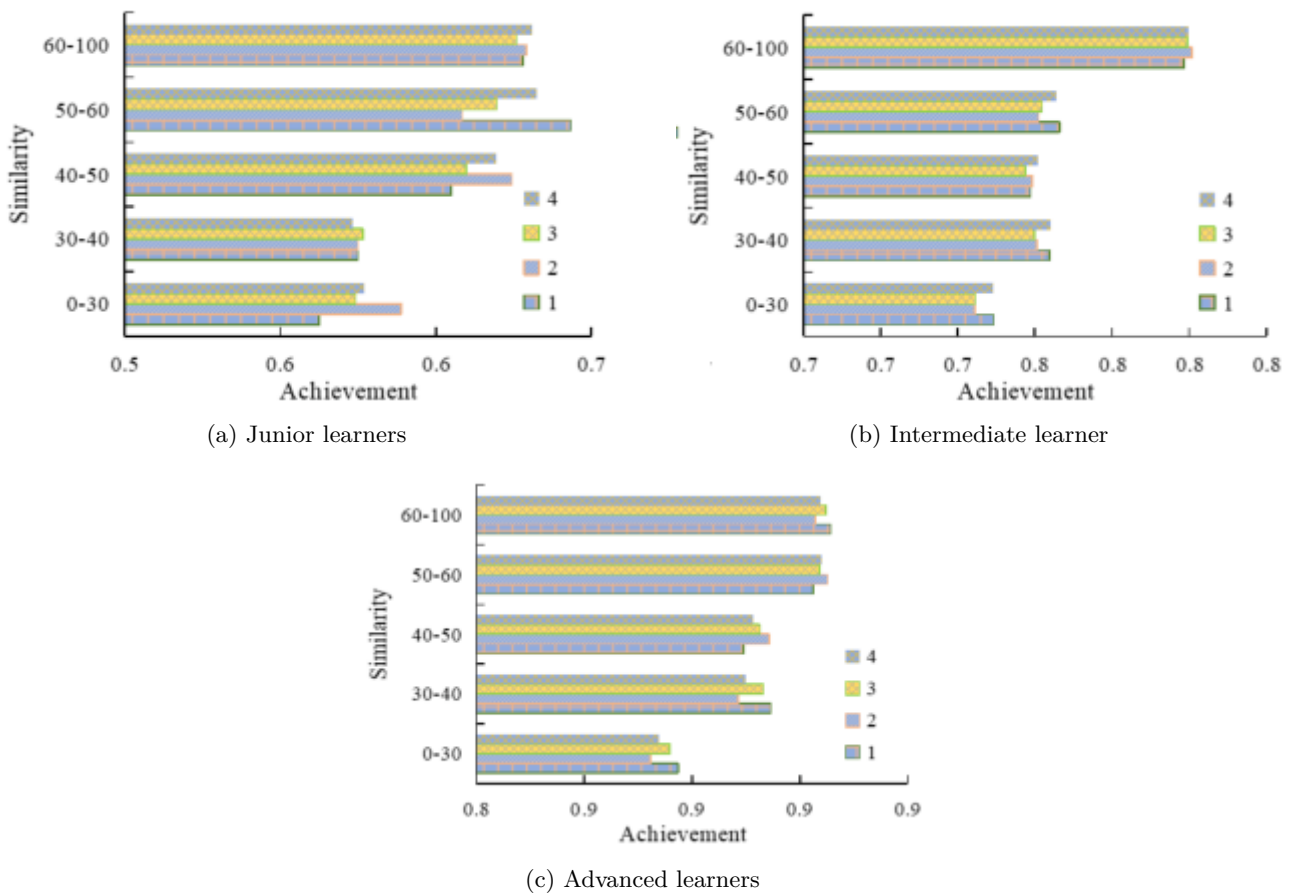 60-100
50-60
40-50
30-40
0-30
Similarity
4
3
2
1
0.5 0.6 0.6 0.7
Achievement
(a) Junior learners
60-100
50-60
40-50
30-40
0-30
Similarity
4
3
2
1
0.7 0.7 0.7 0.8 0.8 0.8 0.8
Achievement
(b) Intermediate learner
60-100
50-60
40-50
30-40
0-30
Similarity
4
3
2
1
0.8 0.9 0.9 0.9 0.9
Achievement
(c) Advanced learners